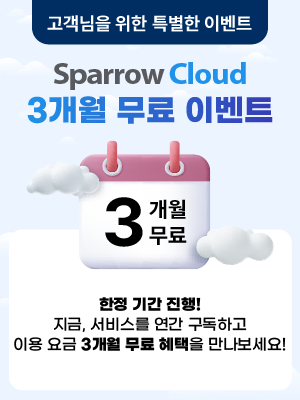 고객님을 위한 특별한 이벤트
Sparrow Cloud
3개월 무료 이벤트
3 개월
무료
한정 기간 진행!
지금, 서비스를 연간 구독하고
이용 요금 3개월 무료 혜택을 만나보세요!